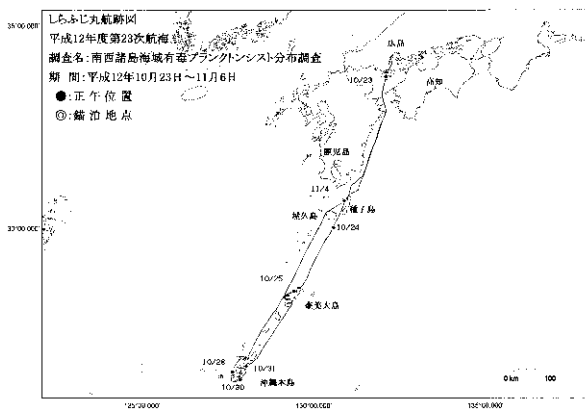 しらふじ丸航跡図
平成12年度第23次航海
調査名:南西諸島海域有毒プランクトンシスト分布調査
期 間:平成12年10月23日~11月6日
●:正午位置
◎:錨泊地点
35°00.000'
広島
10/23
高知
鹿児島
11/4
種子島
屋久島
10/24
10/25
奄美大島
10/28
10/31
沖縄本島
10/30
125°00.000'
130°00.000'
135°00.000'
0 km 100